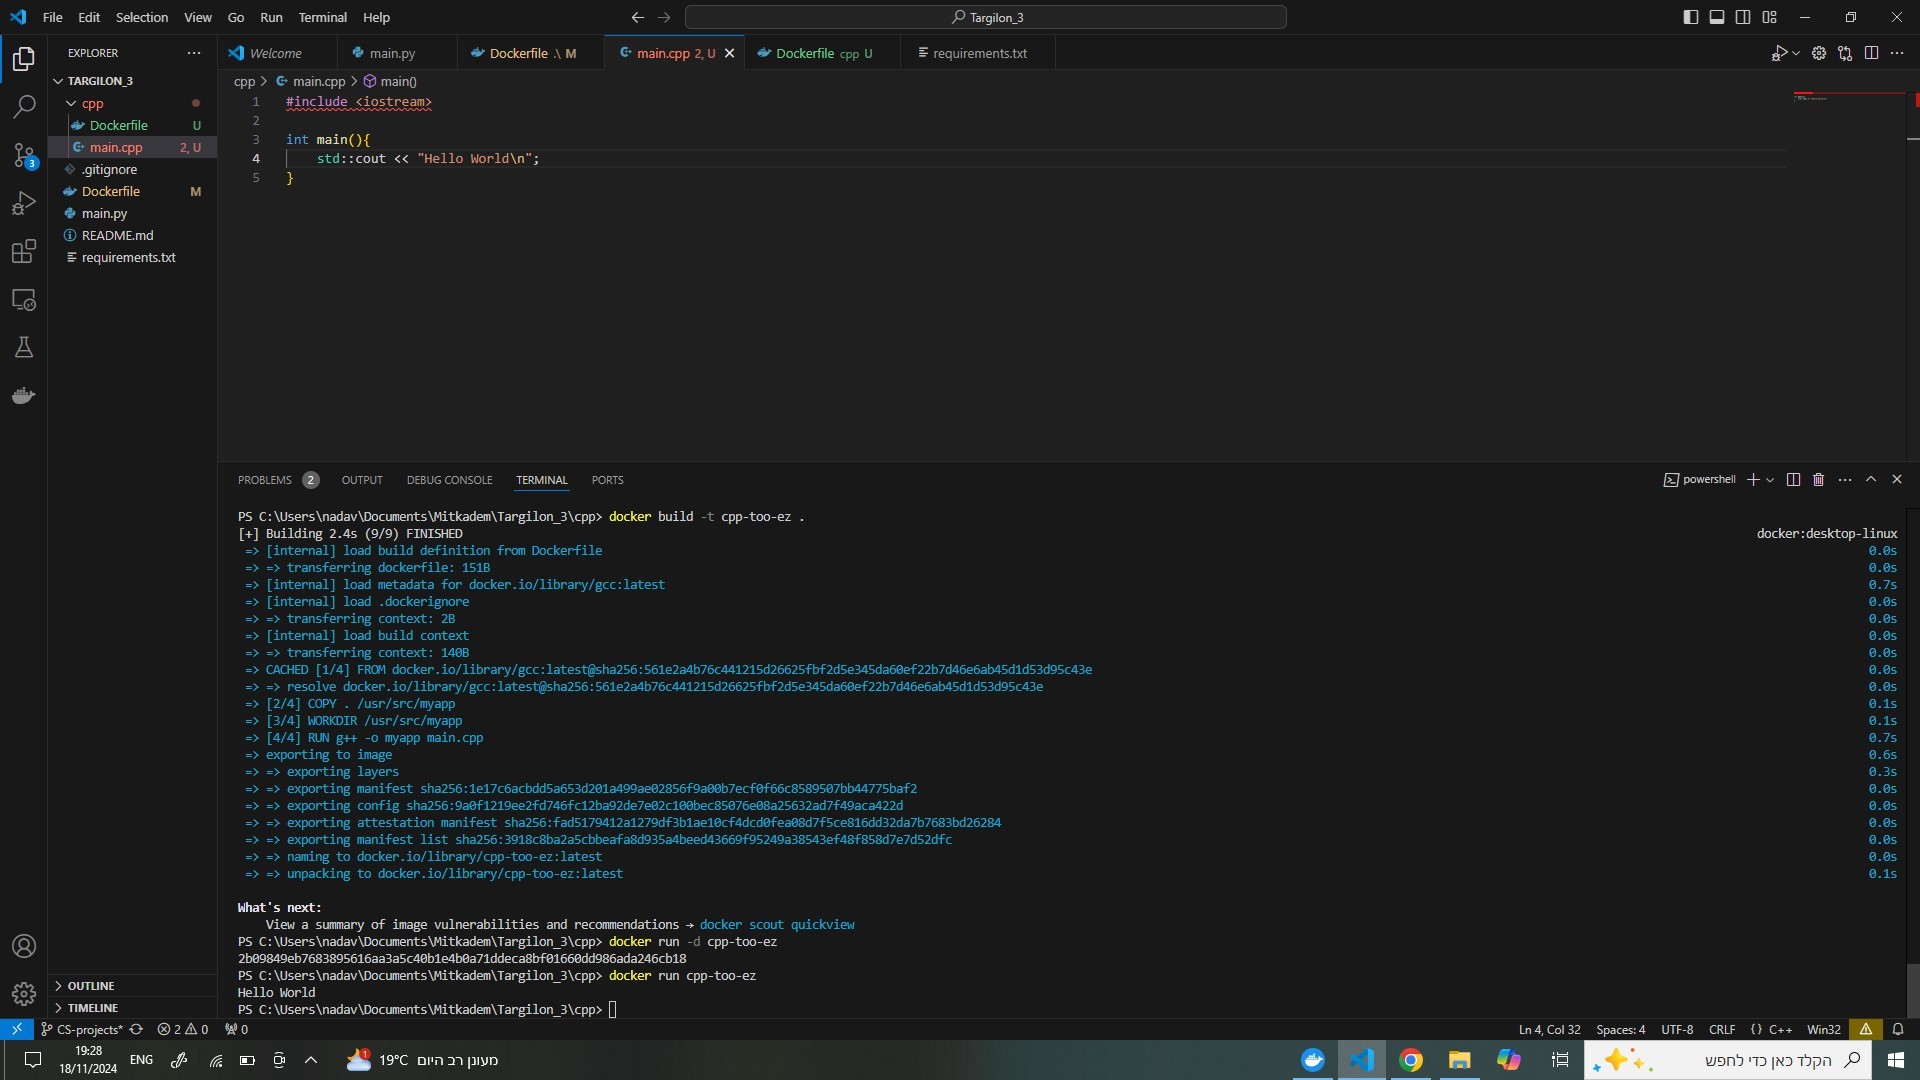 File Edit Selection View Go Run Terminal Help
Targilon_3
EXPLORER
TARGILON_3
cpp
Dockerfile U
main.cpp 2, U
.gitignore
Dockerfile M
main.py
README.md
requirements.txt
OUTLINE
TIMELINE
Welcome main.py Dockerfile .\ M main.cpp 2, U Dockerfile cpp U requirements.txt
cpp > main.cpp > main()
1 #include <iostream>
2
3 int main(){
4 std::cout << "Hello World\n";
5 }
PROBLEMS 2 OUTPUT DEBUG CONSOLE TERMINAL PORTS
powershell
PS C:\Users\nadav\Documents\Mitkadem\Targilon_3\cpp> docker build -t cpp-too-ez .
[+] Building 2.4s (9/9) FINISHED docker:desktop-linux
=> [internal] load build definition from Dockerfile 0.0s
=> => transferring dockerfile: 151B 0.0s
=> [internal] load metadata for docker.io/library/gcc:latest 0.7s
=> [internal] load .dockerignore 0.0s
=> => transferring context: 2B 0.0s
=> [internal] load build context 0.0s
=> => transferring context: 140B 0.0s
=> CACHED [1/4] FROM docker.io/library/gcc:latest@sha256:561e2a4b76c441215d26625fbf2d5e345da60ef22b7d46e6ab45d1d53d95c43e 0.0s
=> => resolve docker.io/library/gcc:latest@sha256:561e2a4b76c441215d26625fbf2d5e345da60ef22b7d46e6ab45d1d53d95c43e 0.0s
=> [2/4] COPY . /usr/src/myapp 0.1s
=> [3/4] WORKDIR /usr/src/myapp 0.1s
=> [4/4] RUN g++ -o myapp main.cpp 0.7s
=> exporting to image 0.6s
=> => exporting layers 0.3s
=> => exporting manifest sha256:1e17c6acbdd5a653d201a499ae02856f9a00b7ecf0f66c8589507bb44775baf2 0.0s
=> => exporting config sha256:9a0f1219ee2fd746fc12ba92de7e02c100bec85076e08a25632ad7f49aca422d 0.0s
=> => exporting attestation manifest sha256:fad5179412a1279df3b1ae10cf4dcd0fea08d7f5ce816dd32da7b7683bd26284 0.0s
=> => exporting manifest list sha256:3918c8ba2a5cbbeafa8d935a4beed43669f95249a38543ef48f858d7e7d52dfc 0.0s
=> => naming to docker.io/library/cpp-too-ez:latest 0.0s
=> => unpacking to docker.io/library/cpp-too-ez:latest 0.1s
What's next:
View a summary of image vulnerabilities and recommendations → docker scout quickview
PS C:\Users\nadav\Documents\Mitkadem\Targilon_3\cpp> docker run -d cpp-too-ez
2b09849eb7683895616aa3a5c40b1e4b0a71ddeca8bf01660dd986ada246cb18
PS C:\Users\nadav\Documents\Mitkadem\Targilon_3\cpp> docker run cpp-too-ez
Hello World
PS C:\Users\nadav\Documents\Mitkadem\Targilon_3\cpp>
3
CS-projects* 2 0 0 Ln 4, Col 32 Spaces: 4 UTF-8 CRLF {} C++ Win32
19:28
18/11/2024
ENG
1
19°C מעונן רב היום
הקלד כאן כדי לחפש